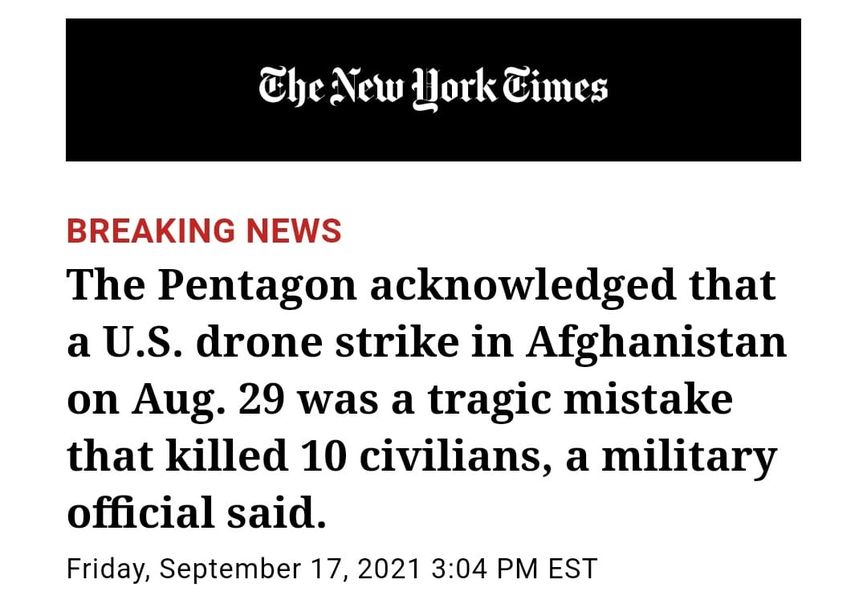 The New York Times
BREAKING NEWS
The Pentagon acknowledged that
a U.S. drone strike in Afghanistan
on Aug. 29 was a tragic mistake
that killed 10 civilians, a military
official said.
Friday, September 17, 2021 3:04 PM EST